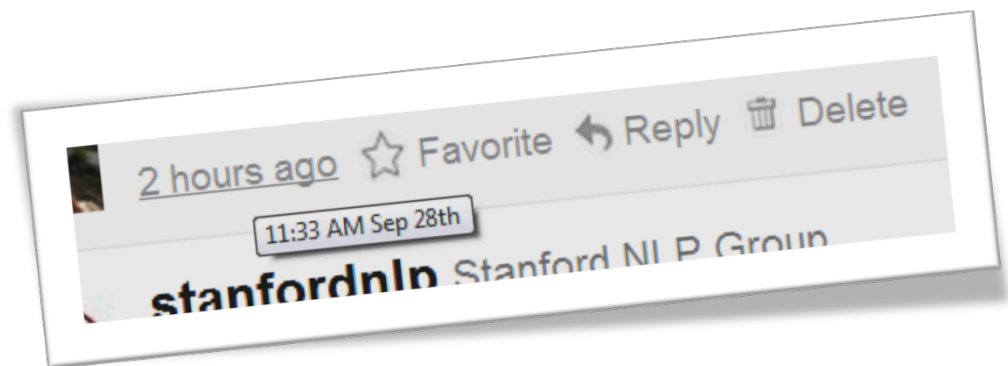 2 hours ago Favorite Reply Delete
11:33 AM Sep 28th
stanfordnlp Stanford NLP Group